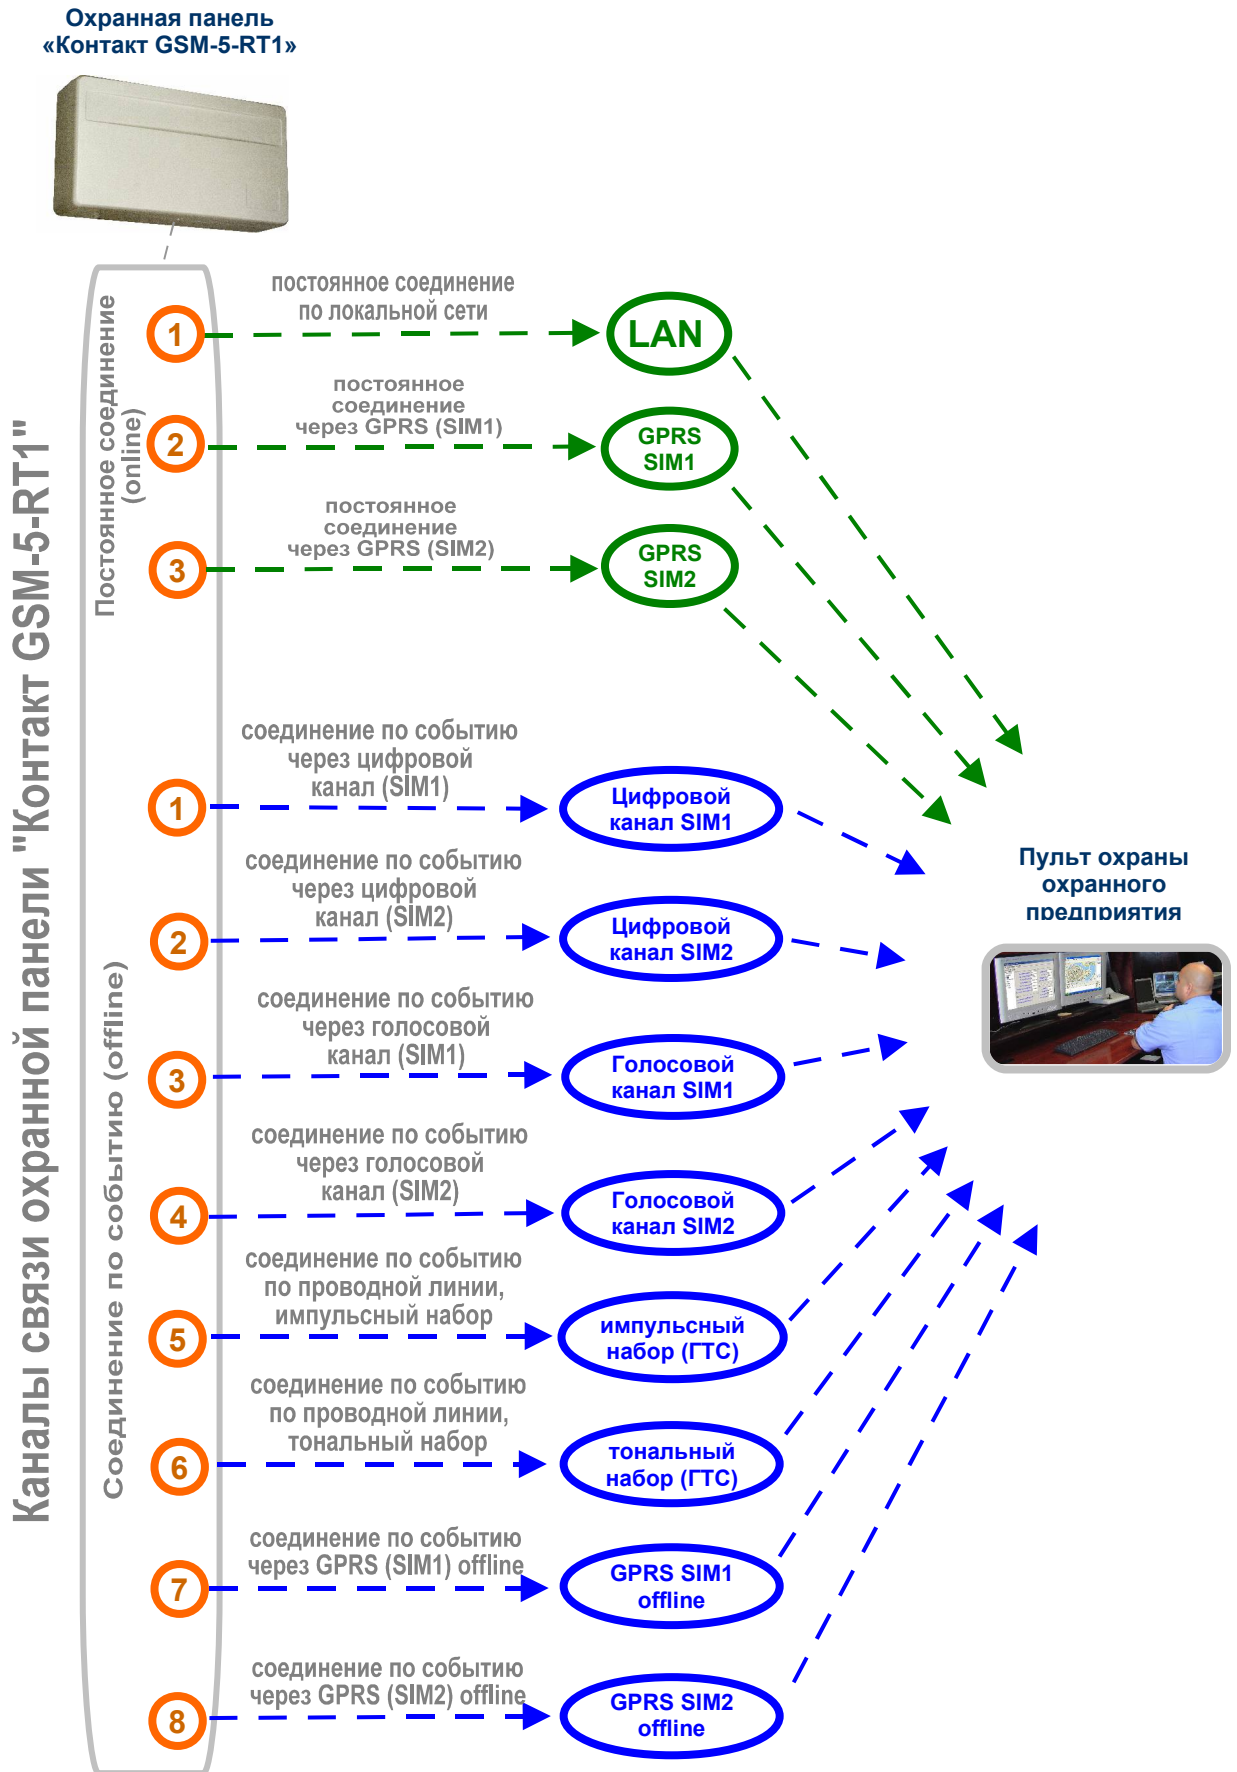 Охранная панель
«Контакт GSM-5-RT1»
Каналы связи охранной панели "Контакт GSM-5-RT1"
Постоянное соединение
(online)
1
постоянное соединение
по локальной сети
LAN
2
постоянное
соединение
через GPRS (SIM1)
GPRS
SIM1
3
постоянное
соединение
через GPRS (SIM2)
GPRS
SIM2
Соединение по событию (offline)
1
соединение по событию
через цифровой
канал (SIM1)
Цифровой
канал SIM1
2
соединение по событию
через цифровой
канал (SIM2)
Цифровой
канал SIM2
3
соединение по событию
через голосовой
канал (SIM1)
Голосовой
канал SIM1
4
соединение по событию
через голосовой
канал (SIM2)
Голосовой
канал SIM2
5
соединение по событию
по проводной линии,
импульсный набор
импульсный
набор (ГТС)
6
соединение по событию
по проводной линии,
тональный набор
тональный
набор (ГТС)
7
соединение по событию
через GPRS (SIM1) offline
GPRS SIM1
offline
8
соединение по событию
через GPRS (SIM2) offline
GPRS SIM2
offline
Пульт охраны
охранного
предприятия